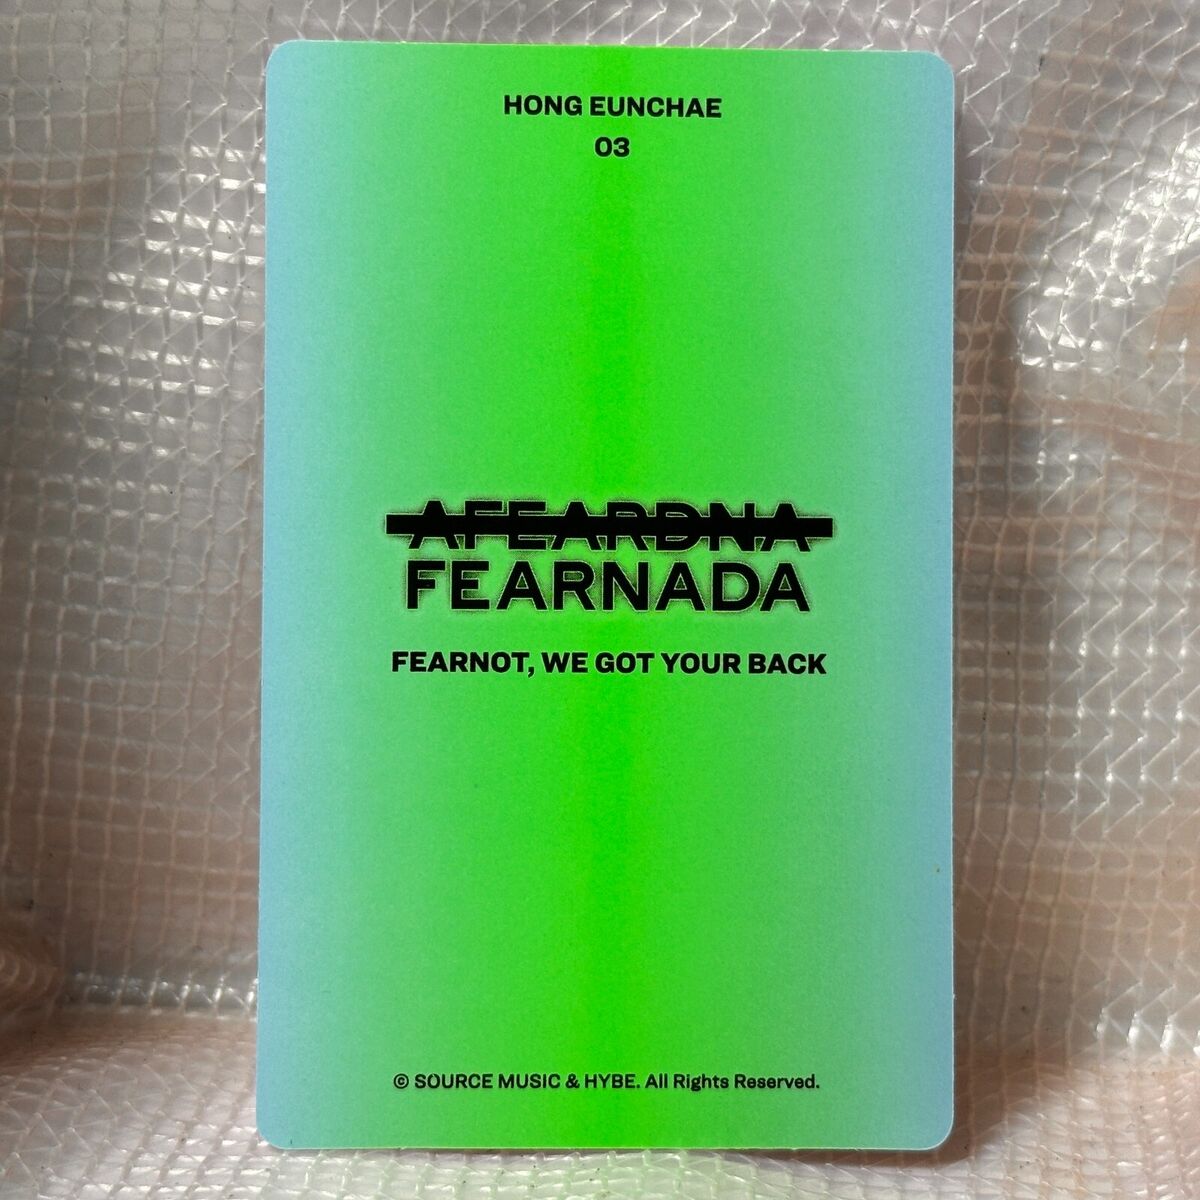 HONG EUNCHAE
03
AFEARDNA
FEARNADA
FEARNOT, WE GOT YOUR BACK
© SOURCE MUSIC & HYBE. All Rights Reserved.